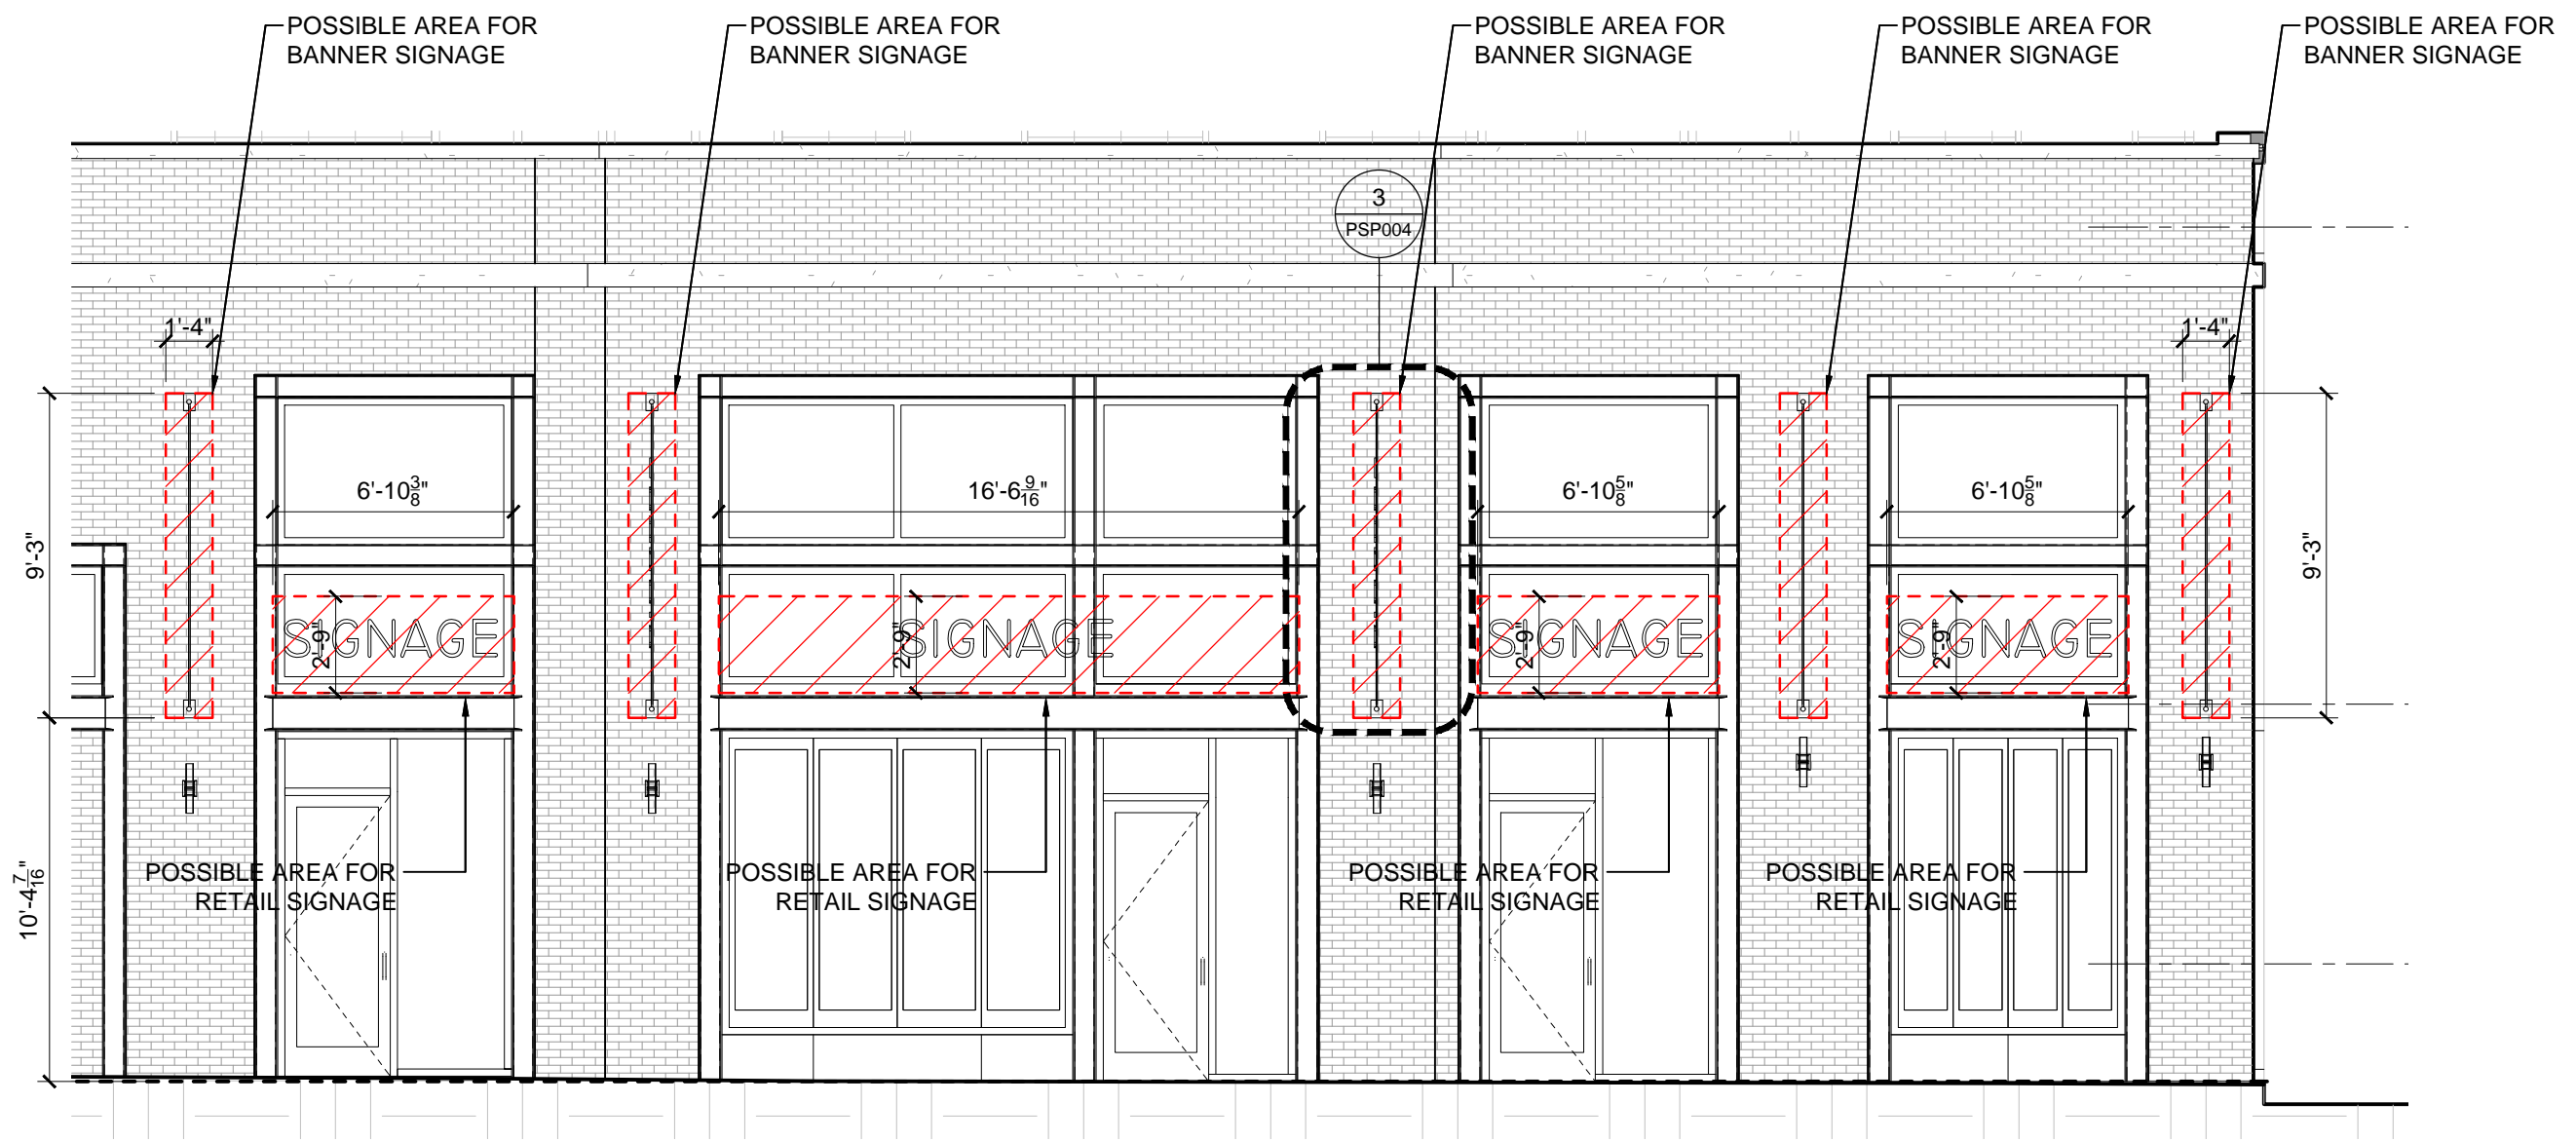 POSSIBLE AREA FOR
BANNER SIGNAGE
POSSIBLE AREA FOR
BANNER SIGNAGE
POSSIBLE AREA FOR
BANNER SIGNAGE
POSSIBLE AREA FOR
BANNER SIGNAGE
POSSIBLE AREA FOR
BANNER SIGNAGE
3
PSP004
1'-4"
1'-4"
6'-10 3/8"
16'-6 9/16"
6'-10 5/8"
6'-10 5/8"
9'-3"
9'-3"
SIGNAGE
2'-9"
SIGNAGE
2'-9"
SIGNAGE
2'-9"
SIGNAGE
2'-9"
10'-4 7/16"
POSSIBLE AREA FOR
RETAIL SIGNAGE
POSSIBLE AREA FOR
RETAIL SIGNAGE
POSSIBLE AREA FOR
RETAIL SIGNAGE
POSSIBLE AREA FOR
RETAIL SIGNAGE